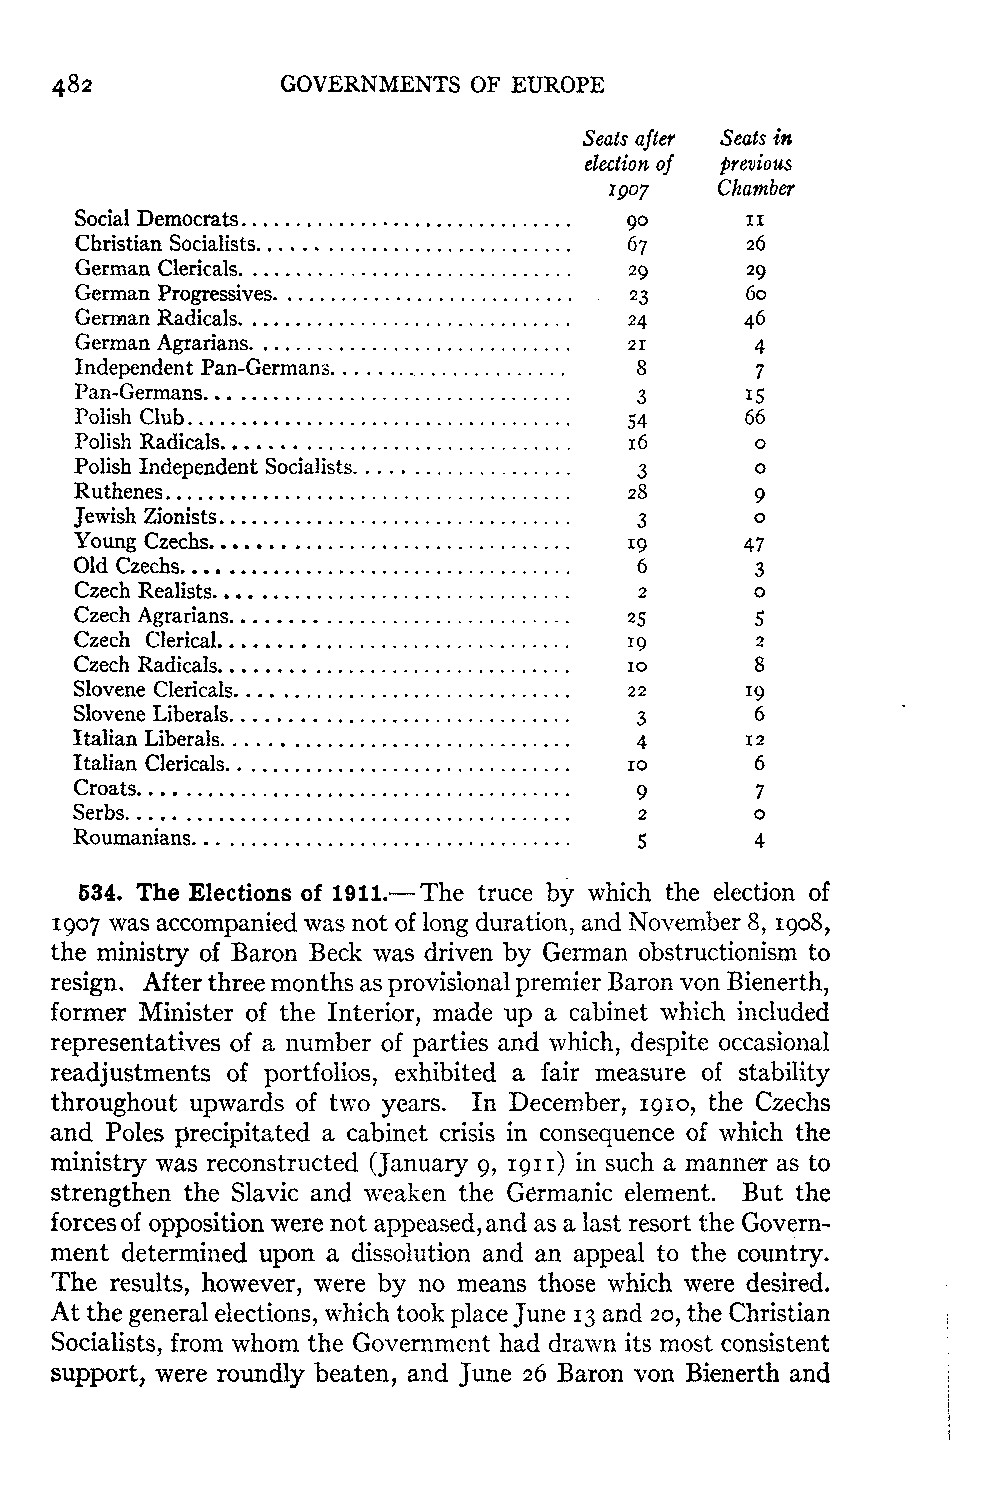 482 GOVERNMENTS OF EUROPE
Seats after Seats in
election of previous
1907 Chamber
Social Democrats.............................. 90 11
Christian Socialists............................ 67 26
German Clericals.............................. 29 29
German Progressives........................... 23 60
German Radicals.............................. 24 46
German Agrarians............................. 21 4
Independent Pan-Germans...................... 8 7
Pan-Germans................................. 3 15
Polish Club................................... 54 66
Polish Radicals................................ 16 0
Polish Independent Socialists.................... 3 0
Ruthenes..................................... 28 9
Jewish Zionists................................ 3 0
Young Czechs................................. 19 47
Old Czechs................................... 6 3
Czech Realists................................ 2 0
Czech Agrarians............................... 25 5
Czech Clerical................................ 19 2
Czech Radicals................................ 10 8
Slovene Clericals.............................. 22 19
Slovene Liberals............................... 3 6
Italian Liberals................................ 4 12
Italian Clericals............................... 10 6
Croats....................................... 9 7
Serbs........................................ 2 0
Roumanians.................................. 5 4
534. The Elections of 1911.—The truce by which the election of
1907 was accompanied was not of long duration, and November 8, 1908,
the ministry of Baron Beck was driven by German obstructionism to
resign. After three months as provisional premier Baron von Bienerth,
former Minister of the Interior, made up a cabinet which included
representatives of a number of parties and which, despite occasional
readjustments of portfolios, exhibited a fair measure of stability
throughout upwards of two years. In December, 1910, the Czechs
and Poles precipitated a cabinet crisis in consequence of which the
ministry was reconstructed (January 9, 1911) in such a manner as to
strengthen the Slavic and weaken the Germanic element. But the
forces of opposition were not appeased, and as a last resort the Govern-
ment determined upon a dissolution and an appeal to the country.
The results, however, were by no means those which were desired.
At the general elections, which took place June 13 and 20, the Christian
Socialists, from whom the Government had drawn its most consistent
support, were roundly beaten, and June 26 Baron von Bienerth and